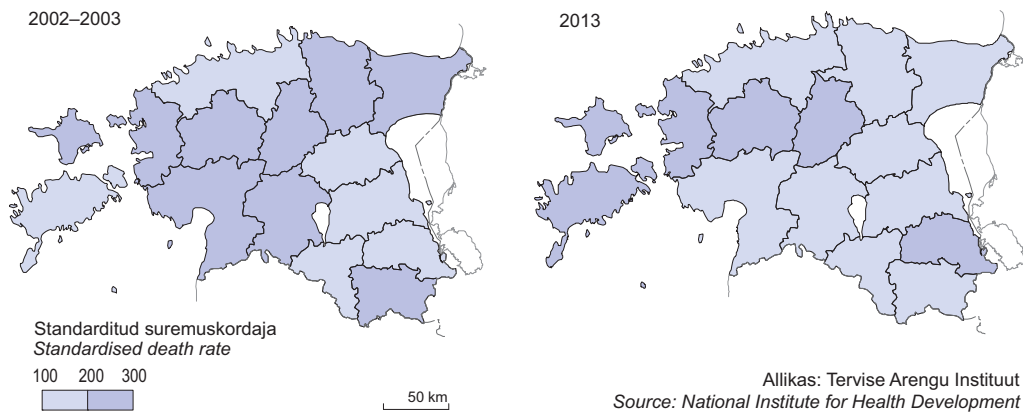 2002–2003
2013
Standarditud suremuskordaja
Standardised death rate
100 200 300
50 km
Allikas: Tervise Arengu Instituut
Source: National Institute for Health Development